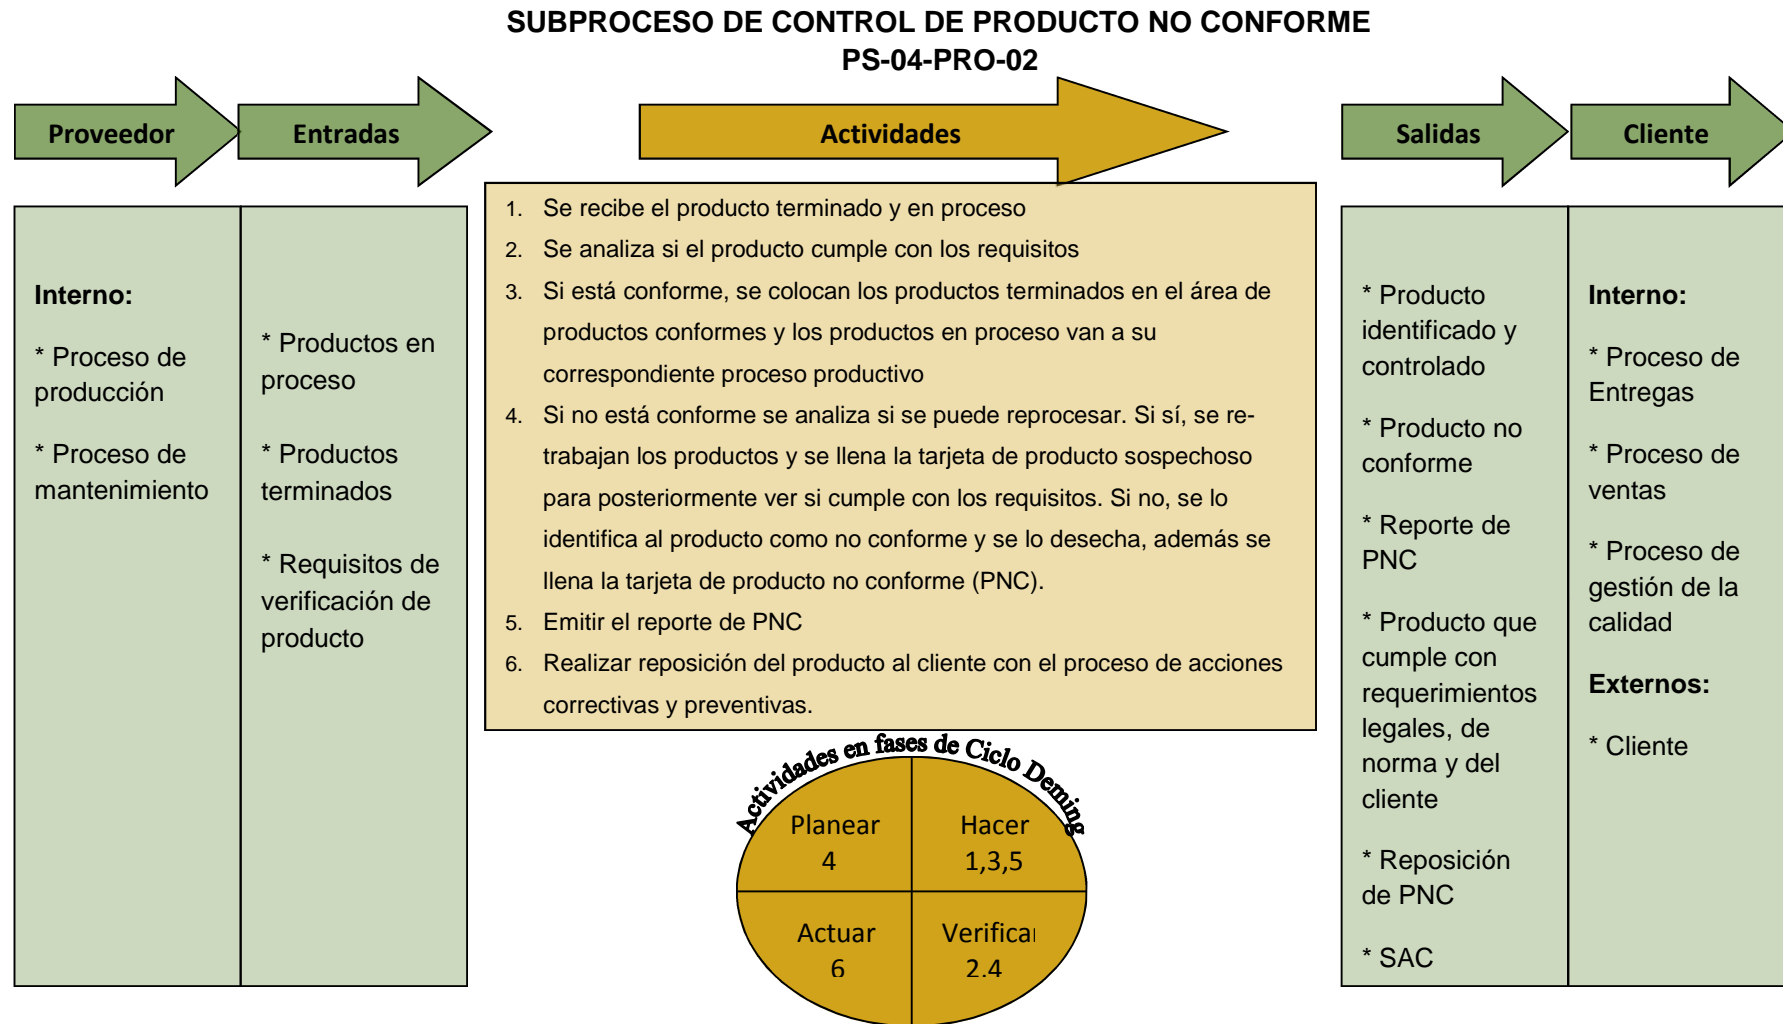 SUBPROCESO DE CONTROL DE PRODUCTO NO CONFORME
PS-04-PRO-02
Proveedor
Entradas
Actividades
Salidas
Cliente
Interno:
* Proceso de
producción
* Proceso de
mantenimiento
* Productos en
proceso
* Productos
terminados
* Requisitos de
verificación de
producto
1. Se recibe el producto terminado y en proceso
2. Se analiza si el producto cumple con los requisitos
3. Si está conforme, se colocan los productos terminados en el área de
productos conformes y los productos en proceso van a su
correspondiente proceso productivo
4. Si no está conforme se analiza si se puede reprocesar. Si sí, se re-
trabajan los productos y se llena la tarjeta de producto sospechoso
para posteriormente ver si cumple con los requisitos. Si no, se lo
identifica al producto como no conforme y se lo desecha, además se
llena la tarjeta de producto no conforme (PNC).
5. Emitir el reporte de PNC
6. Realizar reposición del producto al cliente con el proceso de acciones
correctivas y preventivas.
Actividades en fases de Ciclo Deming
Planear
4
Hacer
1,3,5
Actuar
6
Verificar
2.4
* Producto
identificado y
controlado
* Producto no
conforme
* Reporte de
PNC
* Producto que
cumple con
requerimientos
legales, de
norma y del
cliente
* Reposición
de PNC
* SAC
Interno:
* Proceso de
Entregas
* Proceso de
ventas
* Proceso de
gestión de la
calidad
Externos:
* Cliente